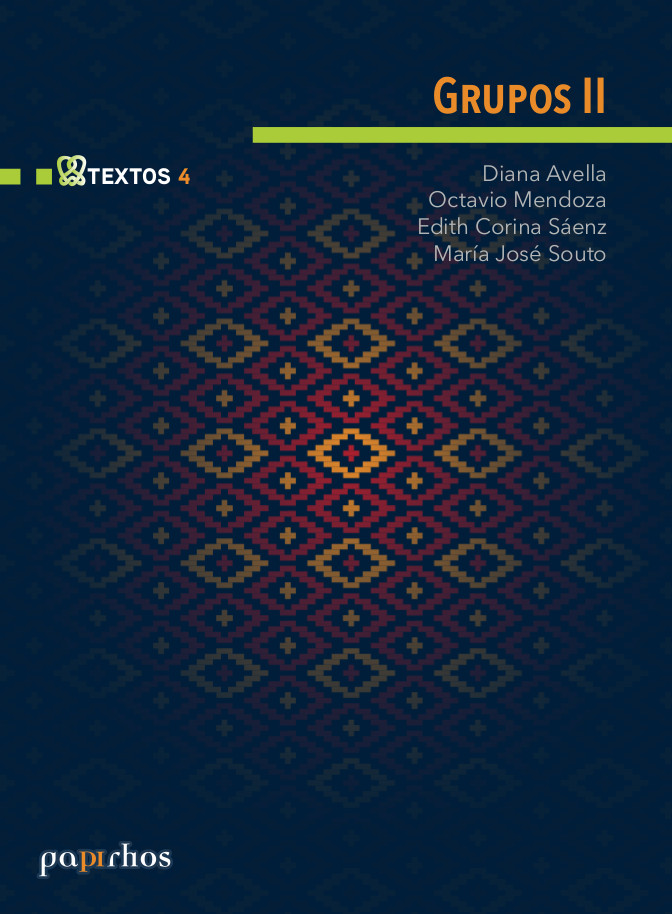 Grupos II
TEXTOS 4
Diana Avella
Octavio Mendoza
Edith Corina Sáenz
María José Souto
papirhos